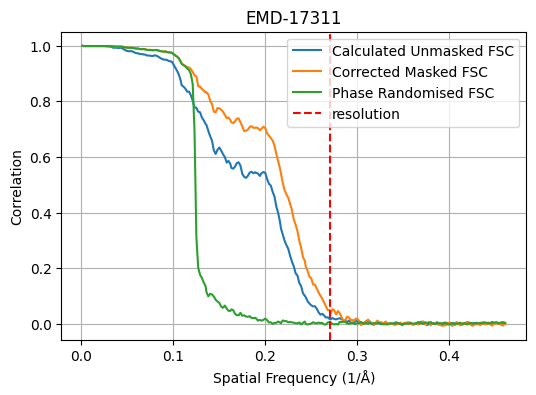 EMD-17311
Correlation
1.0
0.8
0.6
0.4
0.2
0.0
Calculated Unmasked FSC
Corrected Masked FSC
Phase Randomised FSC
resolution
0.0 0.1 0.2 0.3 0.4
Spatial Frequency (1/Å)